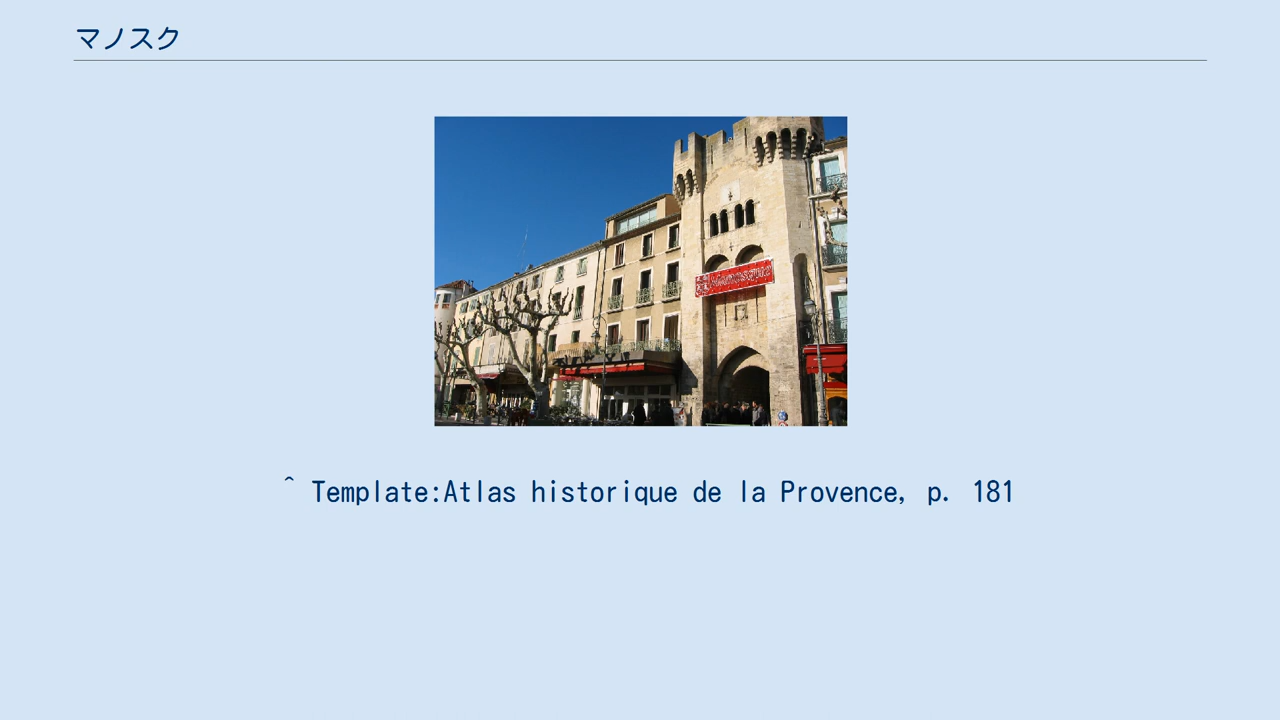 マノスク
^ Template:Atlas historique de la Provence, p. 181